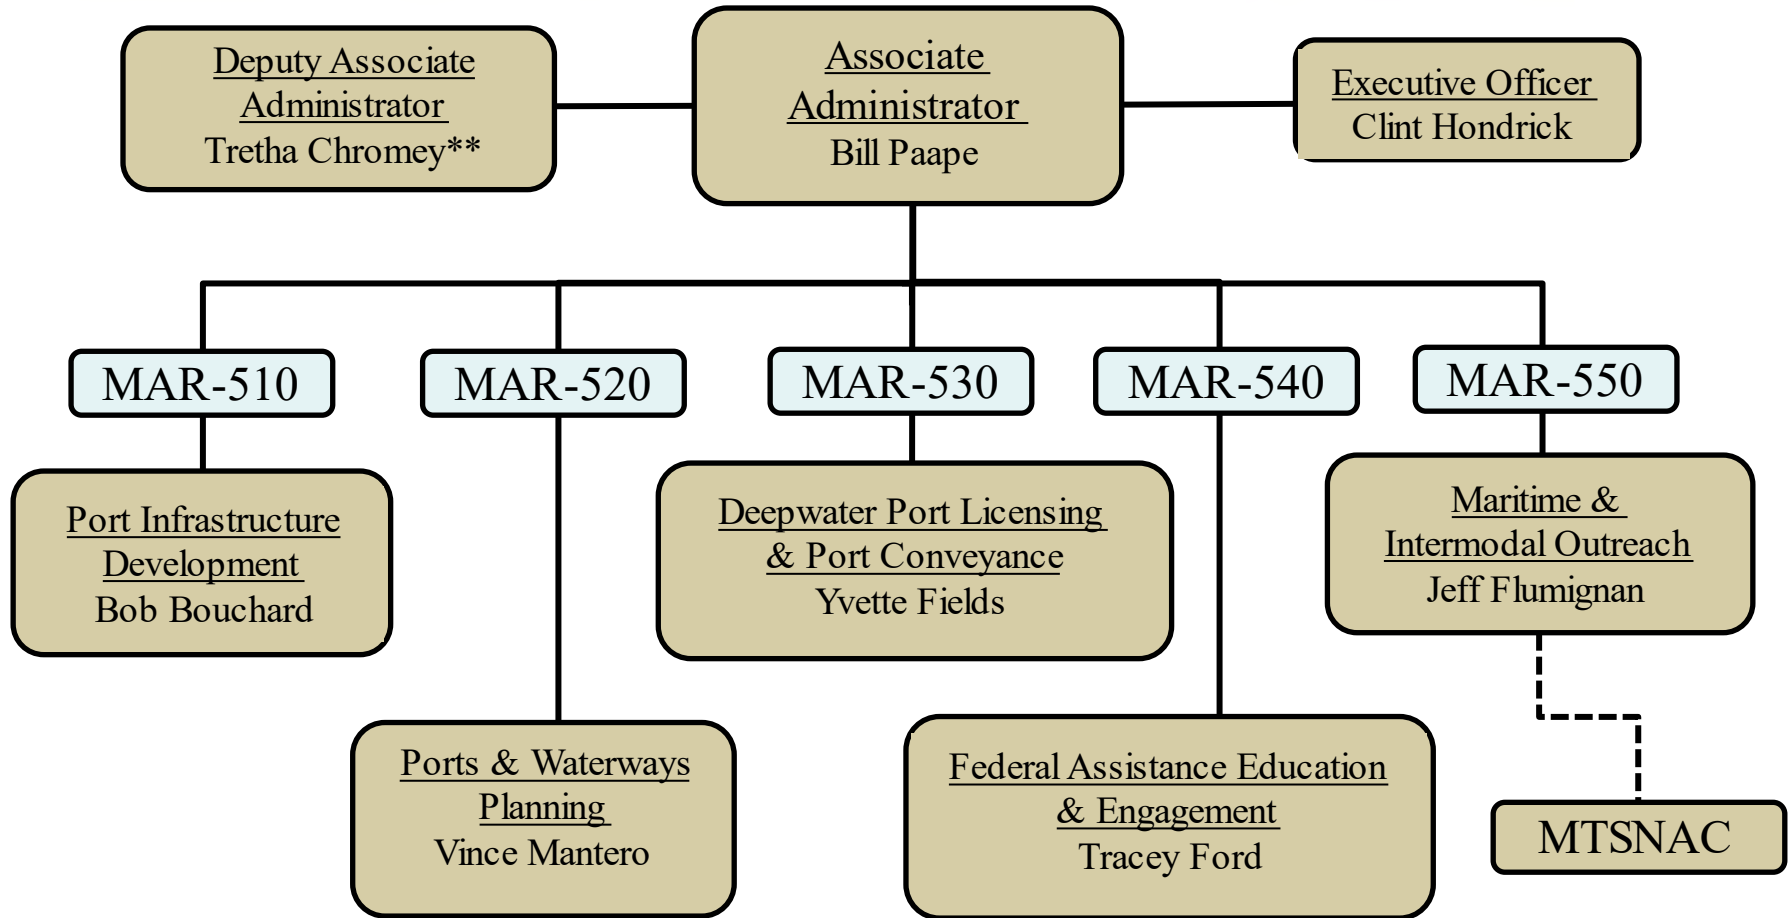 Deputy Associate
Administrator
Tretha Chromey**
Associate
Administrator
Bill Paape
Executive Officer
Clint Hondrick
MAR-510
MAR-520
MAR-530
MAR-540
MAR-550
Port Infrastructure
Development
Bob Bouchard
Deepwater Port Licensing
& Port Conveyance
Yvette Fields
Maritime &
Intermodal Outreach
Jeff Flumignan
Ports & Waterways
Planning
Vince Mantero
Federal Assistance Education
& Engagement
Tracey Ford
MTSNAC